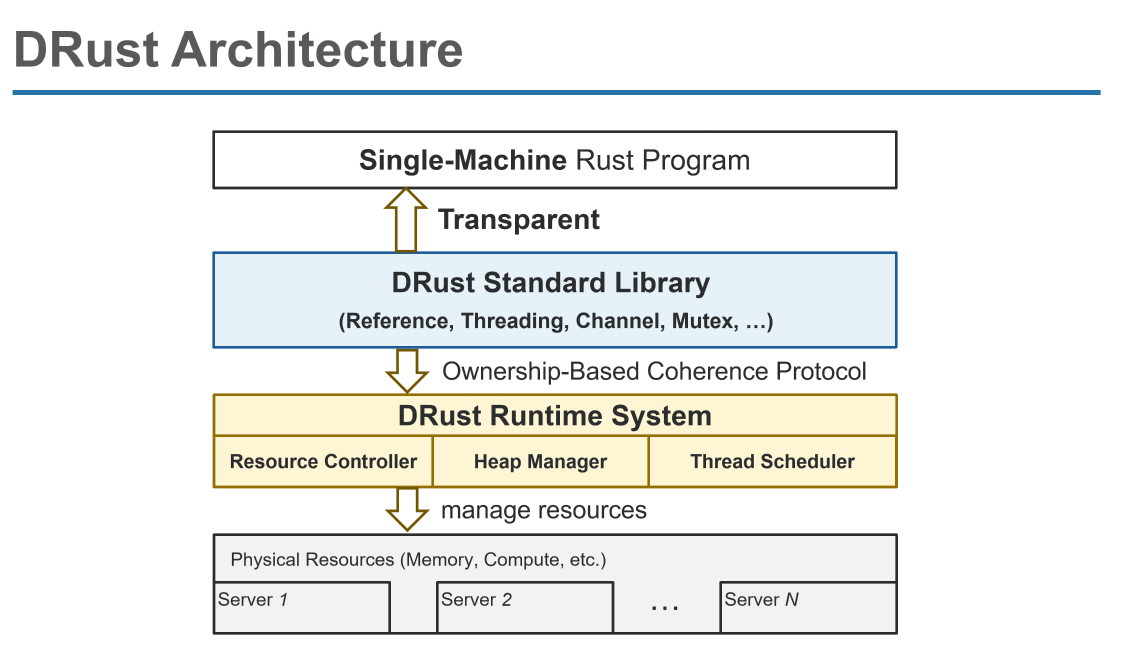 DRust Architecture
Single-Machine Rust Program
Transparent
DRust Standard Library
(Reference, Threading, Channel, Mutex, …)
Ownership-Based Coherence Protocol
DRust Runtime System
Resource Controller
Heap Manager
Thread Scheduler
manage resources
Physical Resources (Memory, Compute, etc.)
Server 1
Server 2
…
Server N